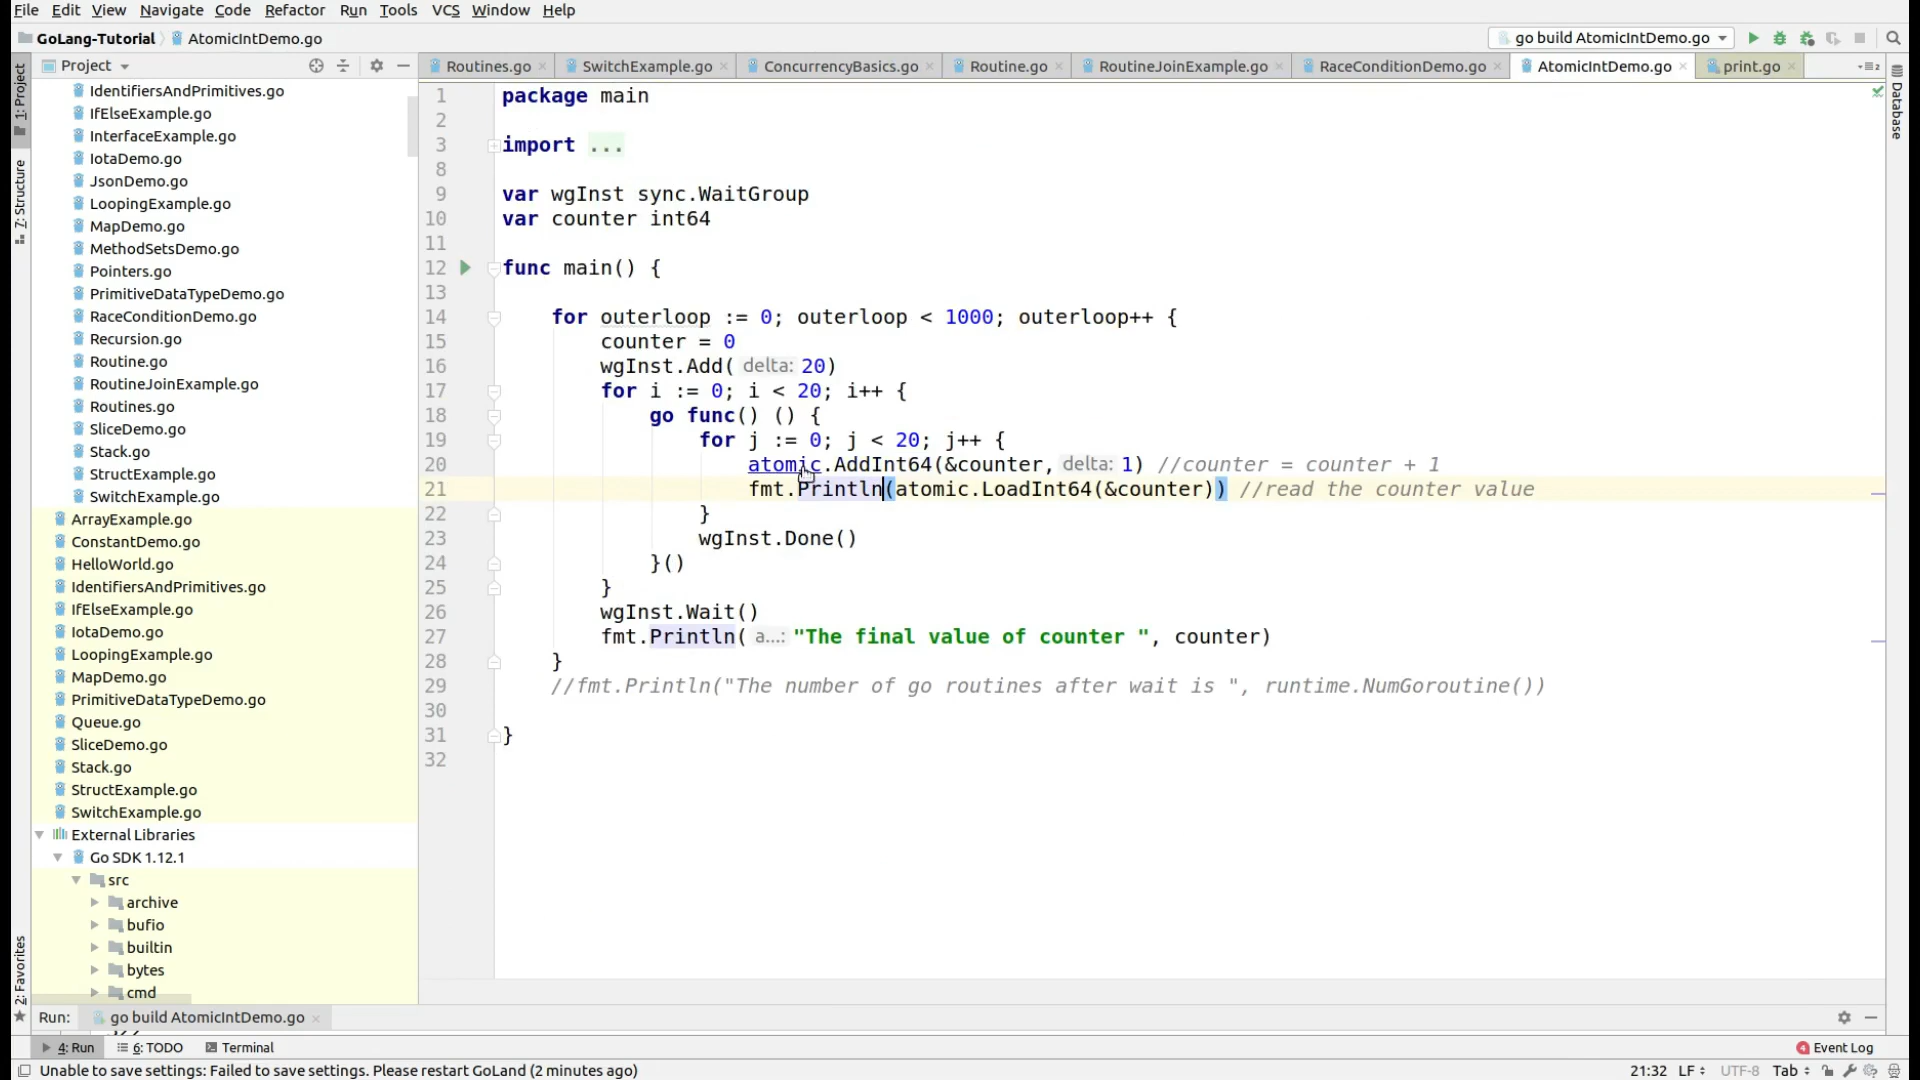 File Edit View Navigate Code Refactor Run Tools VCS Window Help
GoLang-Tutorial AtomicIntDemo.go
go build AtomicIntDemo.go
1: Project
7: Structure
2: Favorites
Database
Project
Routines.go SwitchExample.go ConcurrencyBasics.go Routine.go RoutineJoinExample.go RaceConditionDemo.go AtomicIntDemo.go print.go
IdentifiersAndPrimitives.go
IfElseExample.go
InterfaceExample.go
IotaDemo.go
JsonDemo.go
LoopingExample.go
MapDemo.go
MethodSetsDemo.go
Pointers.go
PrimitiveDataTypeDemo.go
RaceConditionDemo.go
Recursion.go
Routine.go
RoutineJoinExample.go
Routines.go
SliceDemo.go
Stack.go
StructExample.go
SwitchExample.go
ArrayExample.go
ConstantDemo.go
HelloWorld.go
IdentifiersAndPrimitives.go
IfElseExample.go
IotaDemo.go
LoopingExample.go
MapDemo.go
PrimitiveDataTypeDemo.go
Queue.go
SliceDemo.go
Stack.go
StructExample.go
SwitchExample.go
External Libraries
Go SDK 1.12.1
src
archive
bufio
builtin
bytes
cmd
1 package main
2
3 import ...
8
9 var wgInst sync.WaitGroup
10 var counter int64
11
12 func main() {
13
14 for outerloop := 0; outerloop < 1000; outerloop++ {
15 counter = 0
16 wgInst.Add( delta: 20)
17 for i := 0; i < 20; i++ {
18 go func() () {
19 for j := 0; j < 20; j++ {
20 atomic.AddInt64(&counter, delta: 1) //counter = counter + 1
21 fmt.Println(atomic.LoadInt64(&counter)) //read the counter value
22 }
23 wgInst.Done()
24 }()
25 }
26 wgInst.Wait()
27 fmt.Println( a...: "The final value of counter ", counter)
28 }
29 //fmt.Println("The number of go routines after wait is ", runtime.NumGoroutine())
30
31 }
32
Run: go build AtomicIntDemo.go
4: Run 6: TODO Terminal
4 Event Log
Unable to save settings: Failed to save settings. Please restart GoLand (2 minutes ago)
21:32 LF UTF-8 Tab